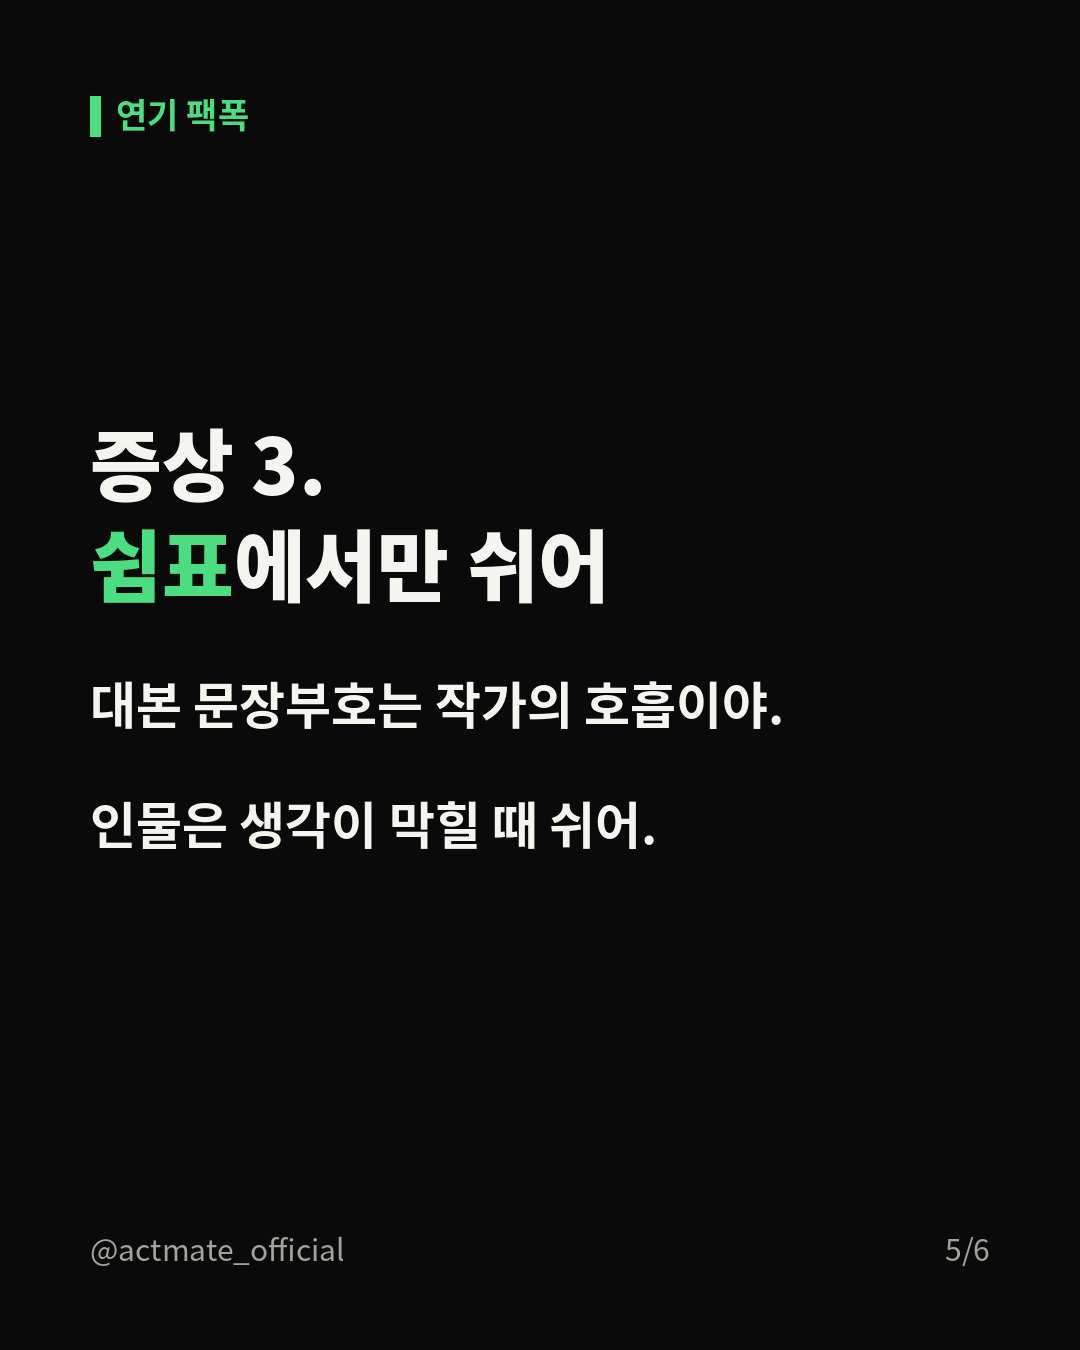 연기 팩폭
증상 3.
쉼표에서만 쉬어
대본 문장부호는 작가의 호흡이야.
인물은 생각이 막힐 때 쉬어.
@actmate_official
5/6